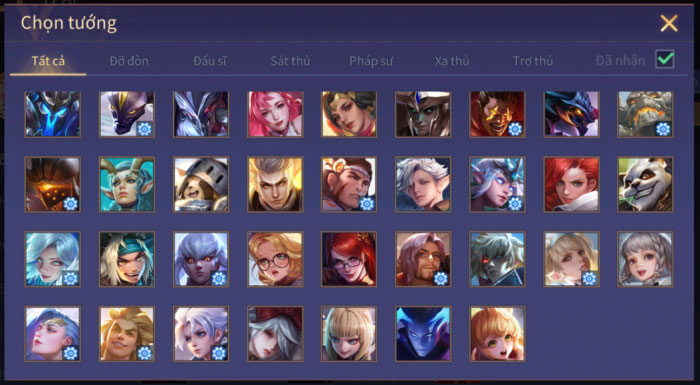 Chọn tướng
Tất cả Đỡ đòn Đấu sĩ Sát thủ Pháp sư Xạ thủ Trợ thủ Đã nhận